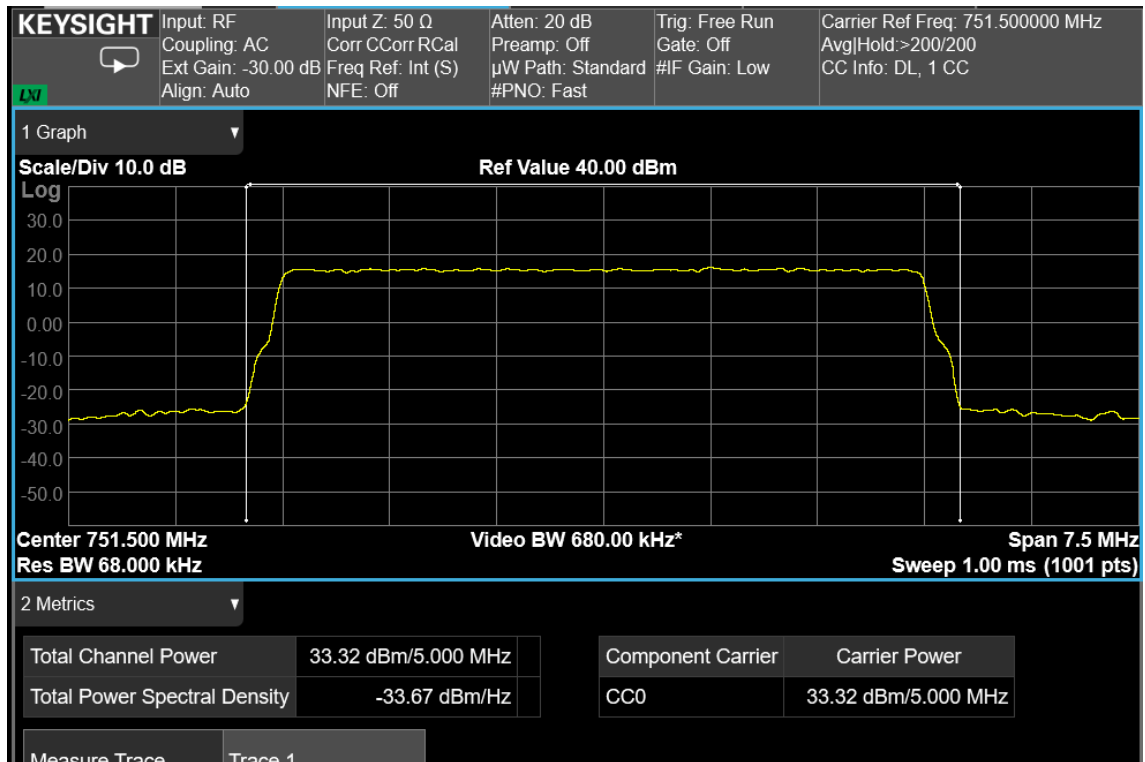 KEYSIGHT
LXI
Input: RF
Coupling: AC
Ext Gain: -30.00 dB
Align: Auto
Input Z: 50 Ω
Corr CCorr RCal
Freq Ref: Int (S)
NFE: Off
Atten: 20 dB
Preamp: Off
µW Path: Standard
#PNO: Fast
Trig: Free Run
Gate: Off
#IF Gain: Low
Carrier Ref Freq: 751.500000 MHz
Avg|Hold:>200/200
CC Info: DL, 1 CC
1 Graph
Scale/Div 10.0 dB
Ref Value 40.00 dBm
Log
30.0
20.0
10.0
0.00
-10.0
-20.0
-30.0
-40.0
-50.0
Center 751.500 MHz
Video BW 680.00 kHz*
Span 7.5 MHz
Res BW 68.000 kHz
Sweep 1.00 ms (1001 pts)
2 Metrics
Total Channel Power 33.32 dBm/5.000 MHz
Total Power Spectral Density -33.67 dBm/Hz
Component Carrier Carrier Power
CC0 33.32 dBm/5.000 MHz
Measure Trace Trace 1